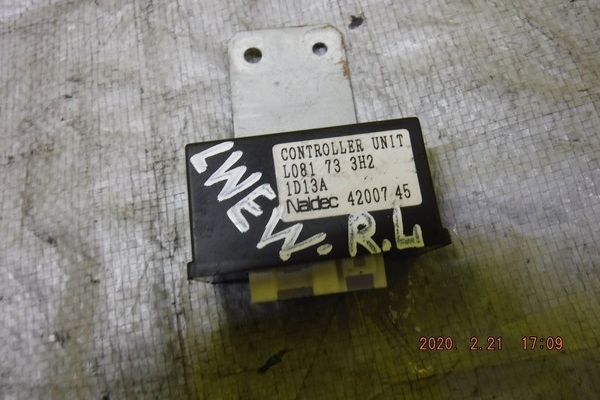 CONTROLLER UNIT
L081 73 3H2
1D13A
Naldec 42007 45
LWEW. R.L
2020. 2.21 17:09